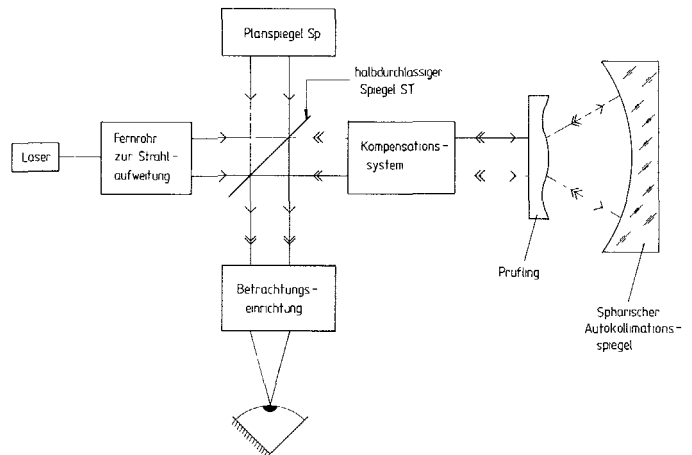 Planspiegel Sp
halbdurchlassiger
Spiegel ST
Laser
Fernrohr
zur Strahl-
aufweitung
Kompensations-
system
Prufling
Betrachtungs-
einrichtung
Spharischer
Autokollimations-
spiegel